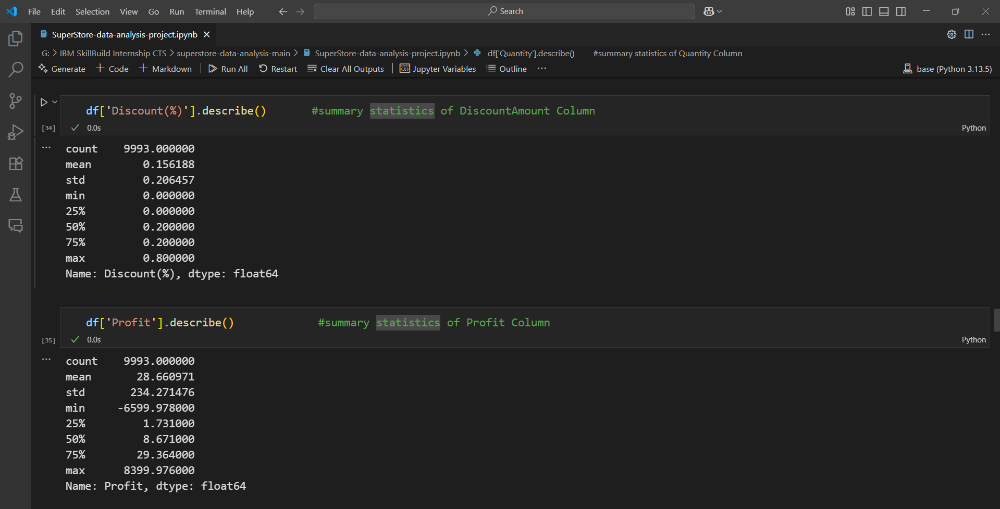 File Edit Selection View Go Run Terminal Help Search
SuperStore-data-analysis-project.ipynb
G: > IBM SkillBuild Internship CTS > superstore-data-analysis-main > SuperStore-data-analysis-project.ipynb > df['Quantity'].describe() #summary statistics of Quantity Column
Generate + Code + Markdown Run All Restart Clear All Outputs Jupyter Variables Outline ... base (Python 3.13.5)
df['Discount(%)'].describe() #summary statistics of DiscountAmount Column
[34] 0.0s Python
count 9993.000000
mean 0.156188
std 0.206457
min 0.000000
25% 0.000000
50% 0.200000
75% 0.200000
max 0.800000
Name: Discount(%), dtype: float64
df['Profit'].describe() #summary statistics of Profit Column
[35] 0.0s Python
count 9993.000000
mean 28.660971
std 234.271476
min -6599.978000
25% 1.731000
50% 8.671000
75% 29.364000
max 8399.976000
Name: Profit, dtype: float64